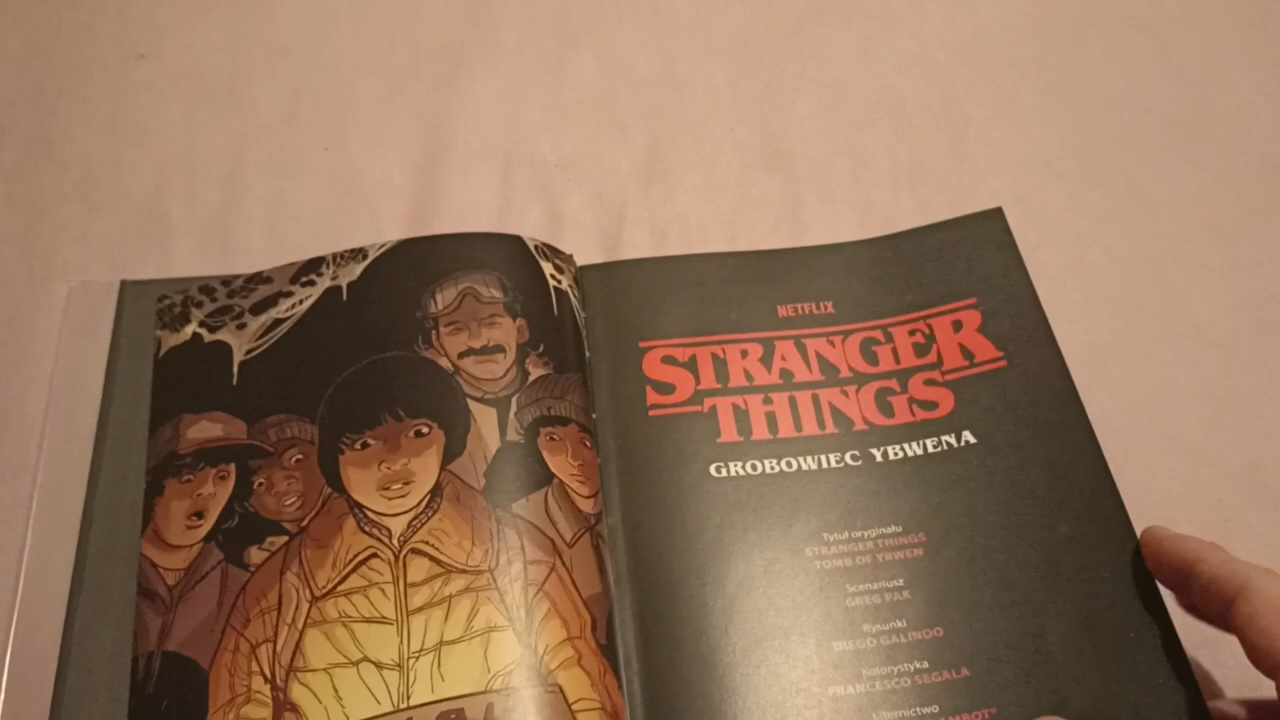 NETFLIX
STRANGER
THINGS
GROBOWIEC YBWENA
Tytuł oryginału
STRANGER THINGS
TOMB OF YBWEN
Scenariusz
GREG PAK
Rysunki
DIEGO GALINDO
Kolorystyka
FRANCESCO SEGALA
Liternictwo